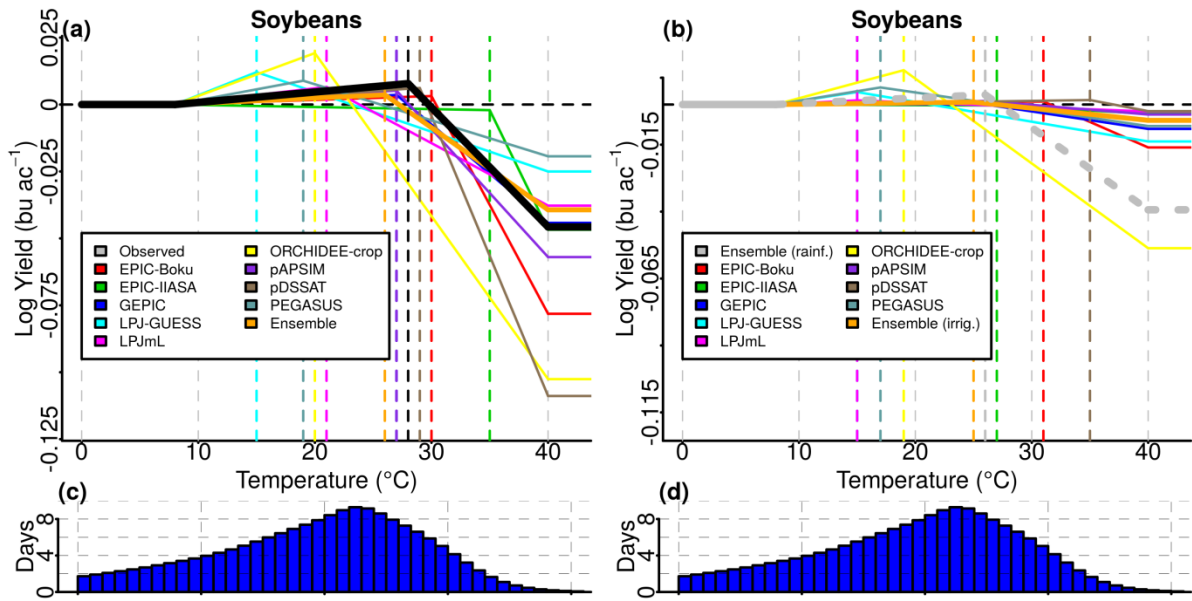 Soybeans
(a)
Log Yield (bu ac⁻¹)
0.025
0
-0.025
-0.075
-0.125
Observed
EPIC-Boku
EPIC-IIASA
GEPIC
LPJ-GUESS
LPJmL
ORCHIDEE-crop
pAPSIM
pDSSAT
PEGASUS
Ensemble
0 10 20 30 40
Temperature (°C)
Soybeans
(b)
Log Yield (bu ac⁻¹)
-0.015
-0.065
-0.115
Ensemble (rainf.)
EPIC-Boku
EPIC-IIASA
GEPIC
LPJ-GUESS
LPJmL
ORCHIDEE-crop
pAPSIM
pDSSAT
PEGASUS
Ensemble (irrig.)
0 10 20 30 40
Temperature (°C)
(c)
Days
8
4
0
(d)
Days
8
4
0